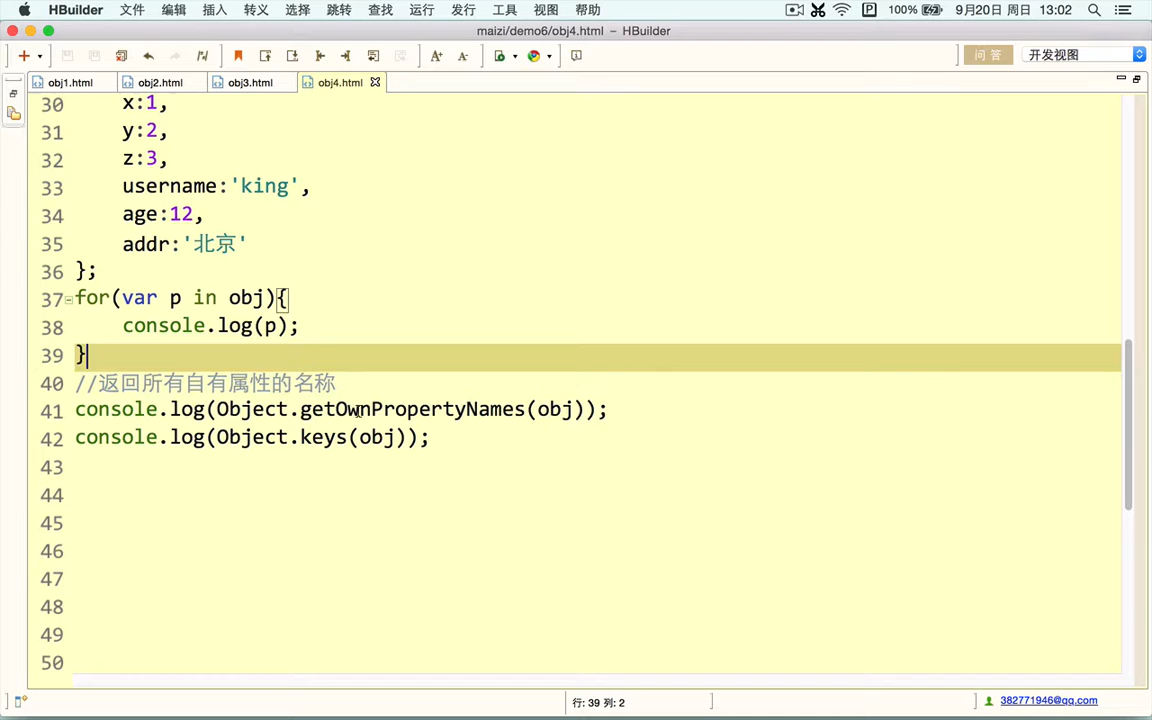 HBuilder 文件 编辑 插入 转义 选择 跳转 查找 运行 发行 工具 视图 帮助 100% 9月20日 周日 13:02
maizi/demo6/obj4.html – HBuilder
A+ A- 问 答 开发视图
obj1.html obj2.html obj3.html obj4.html
30 x:1,
31 y:2,
32 z:3,
33 username:'king',
34 age:12,
35 addr:'北京'
36 };
37 for(var p in obj){
38 console.log(p);
39 }
40 //返回所有自有属性的名称
41 console.log(Object.getOwnPropertyNames(obj));
42 console.log(Object.keys(obj));
43
44
45
46
47
48
49
50
行: 39 列: 2 382771946@qq.com